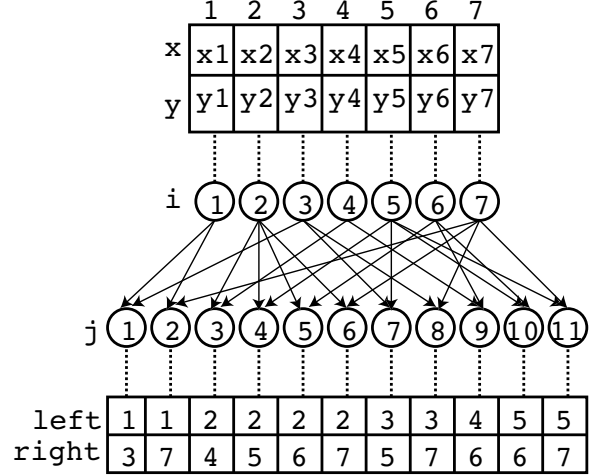 1 2 3 4 5 6 7
x x1 x2 x3 x4 x5 x6 x7
y y1 y2 y3 y4 y5 y6 y7
i 1 2 3 4 5 6 7
j 1 2 3 4 5 6 7 8 9 10 11
left 1 1 2 2 2 2 3 3 4 5 5
right 3 7 4 5 6 7 5 7 6 6 7